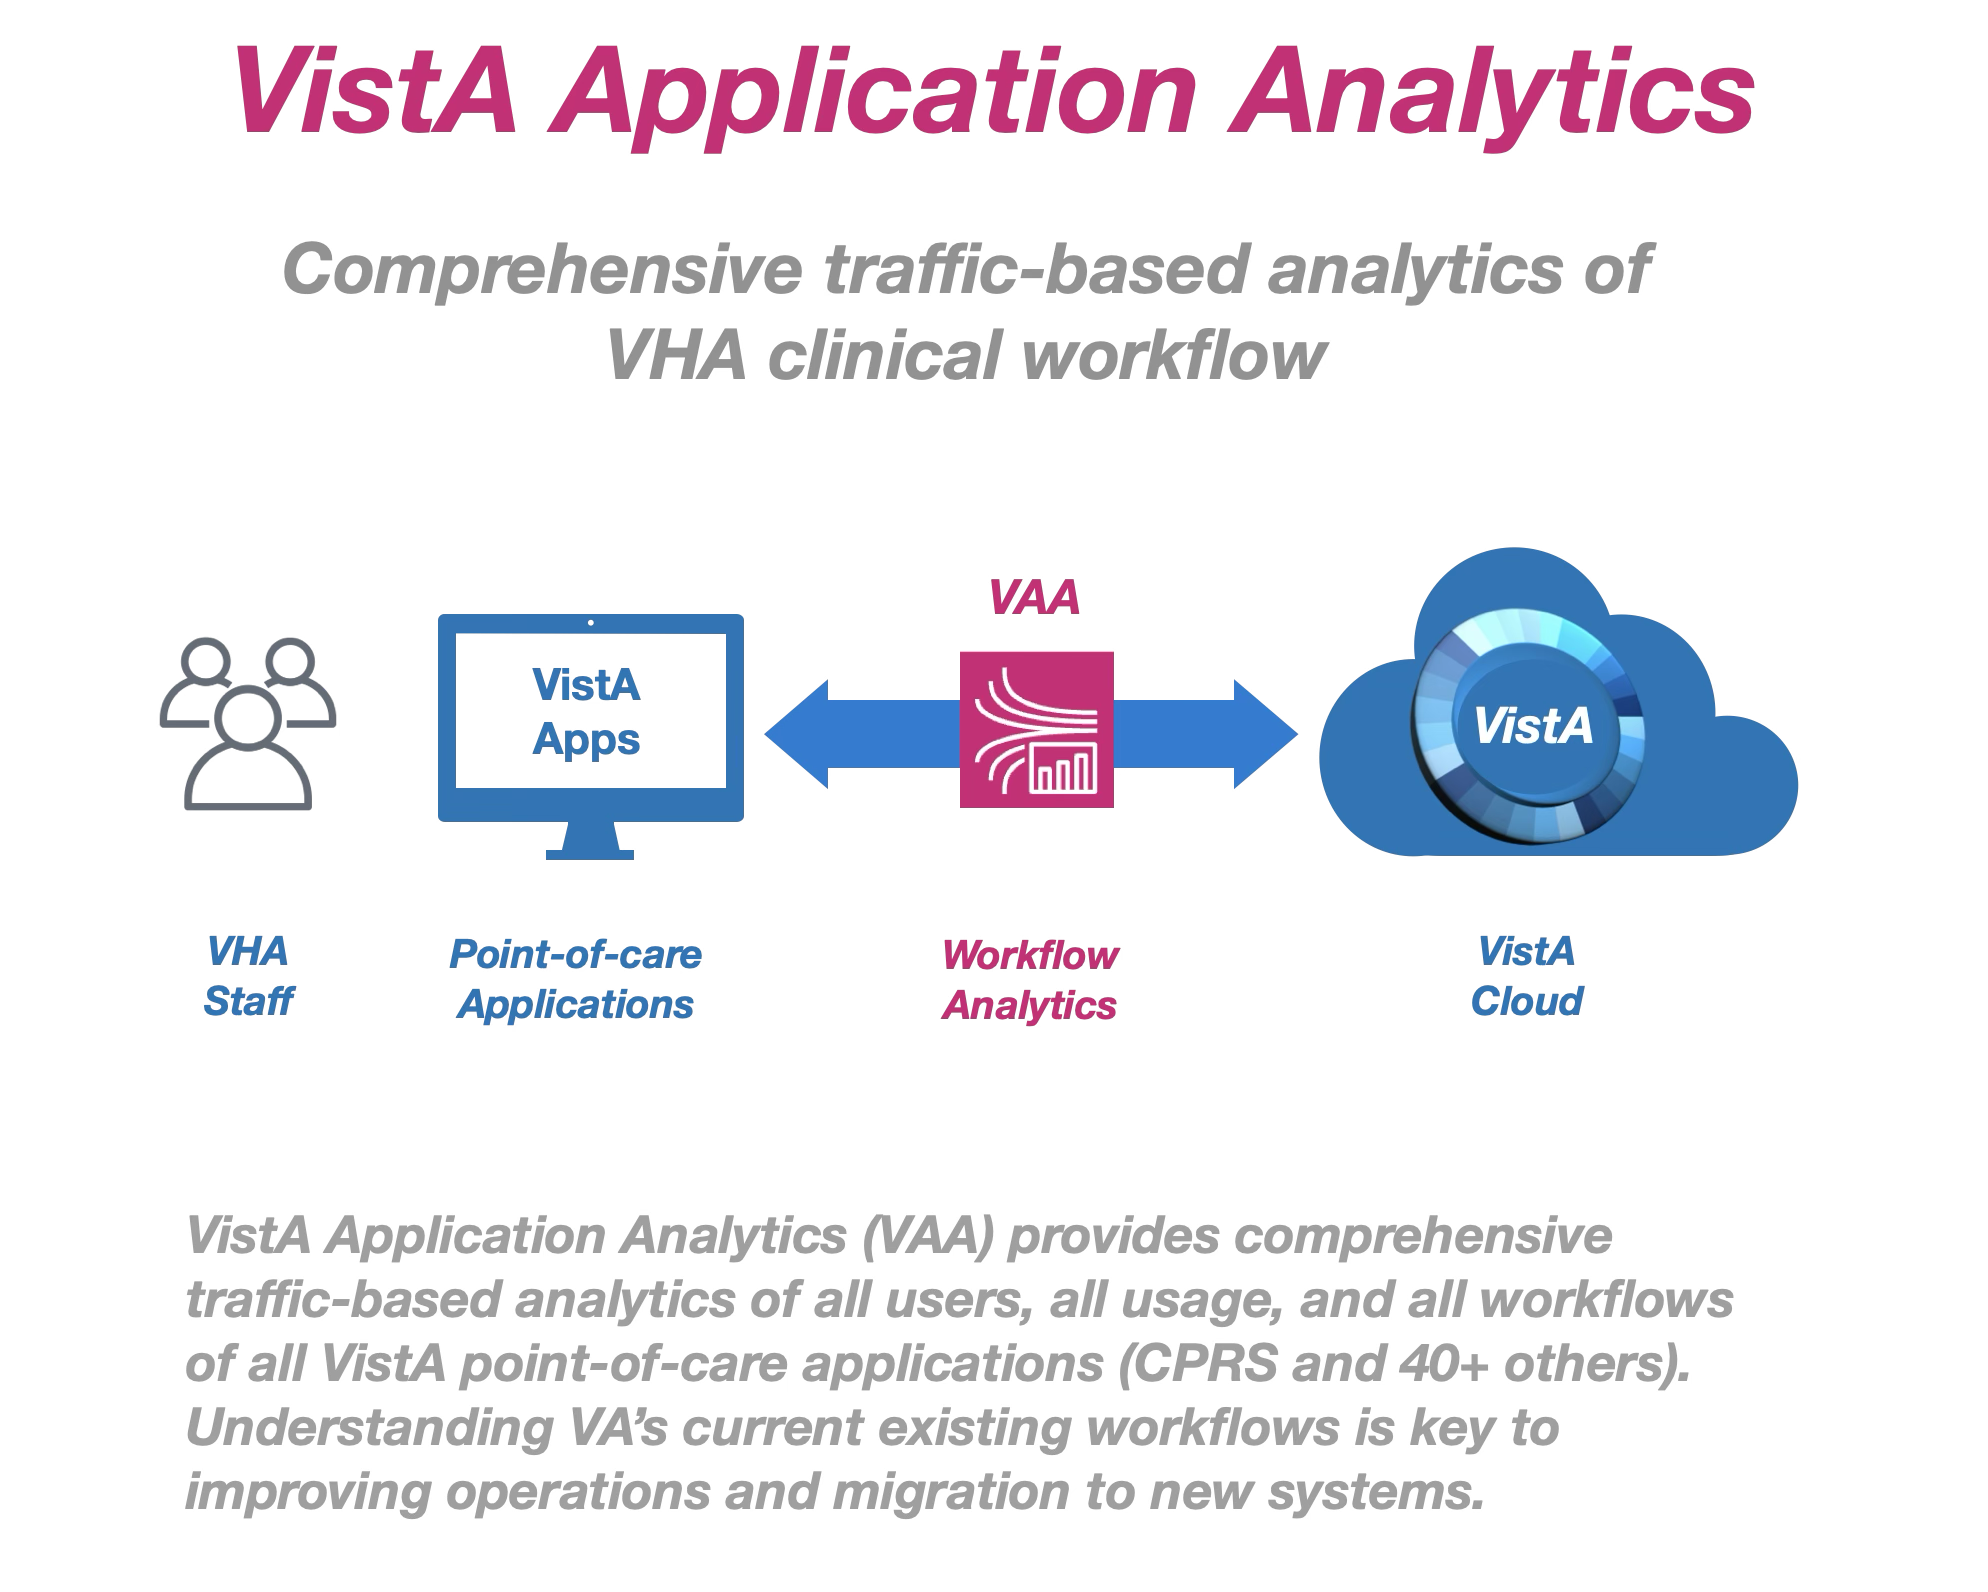 VistA Application Analytics
Comprehensive traffic-based analytics of
VHA clinical workflow
VAA
VistA
Apps
VistA
VHA
Staff
Point-of-care
Applications
Workflow
Analytics
VistA
Cloud
VistA Application Analytics (VAA) provides comprehensive
traffic-based analytics of all users, all usage, and all workflows
of all VistA point-of-care applications (CPRS and 40+ others).
Understanding VA’s current existing workflows is key to
improving operations and migration to new systems.